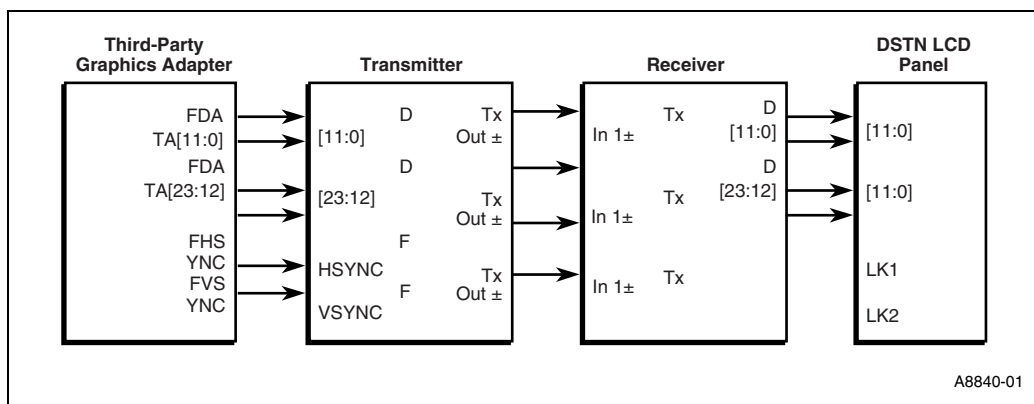 Third-Party
Graphics Adapter
Transmitter
Receiver
DSTN LCD
Panel
FDA
TA[11:0]
FDA
TA[23:12]
FHS
YNC
FVS
YNC
D
[11:0]
D
[23:12]
F
HSYNC
F
VSYNC
Tx
Out ±
Tx
Out ±
Tx
Out ±
Tx
In 1±
Tx
In 1±
Tx
In 1±
D
[11:0]
D
[23:12]
[11:0]
[11:0]
LK1
LK2
A8840-01